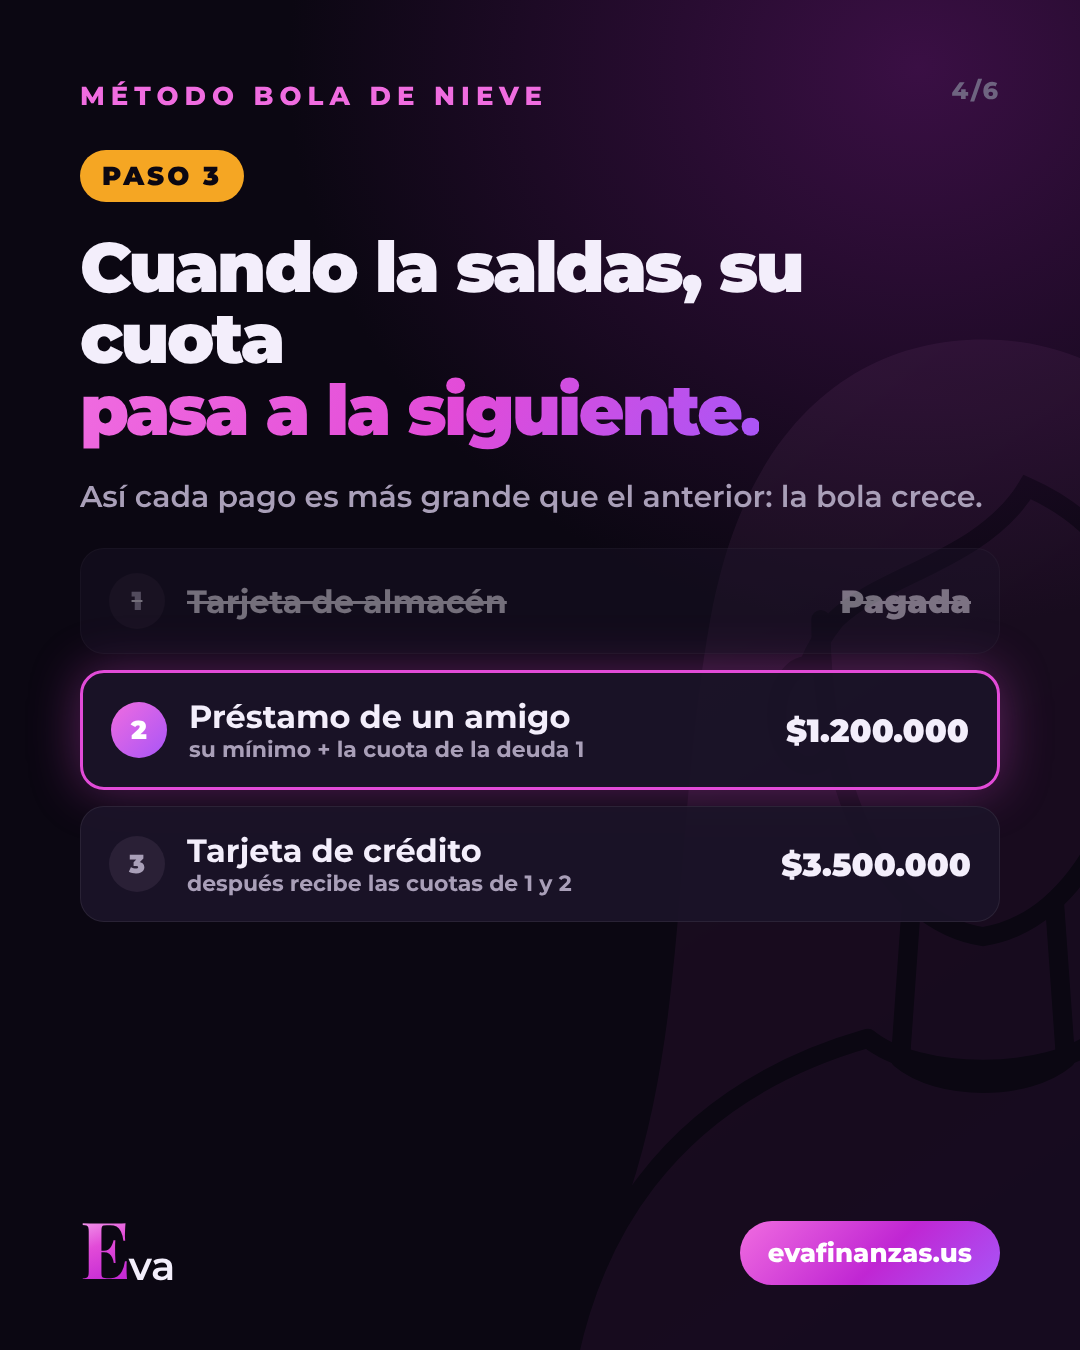 MÉTODO BOLA DE NIEVE
4/6
PASO 3
Cuando la saldas, su
cuota
pasa a la siguiente.
Así cada pago es más grande que el anterior: la bola crece.
1 Tarjeta de almacén Pagada
2 Préstamo de un amigo $1.200.000
su mínimo + la cuota de la deuda 1
3 Tarjeta de crédito $3.500.000
después recibe las cuotas de 1 y 2
Eva
evafinanzas.us